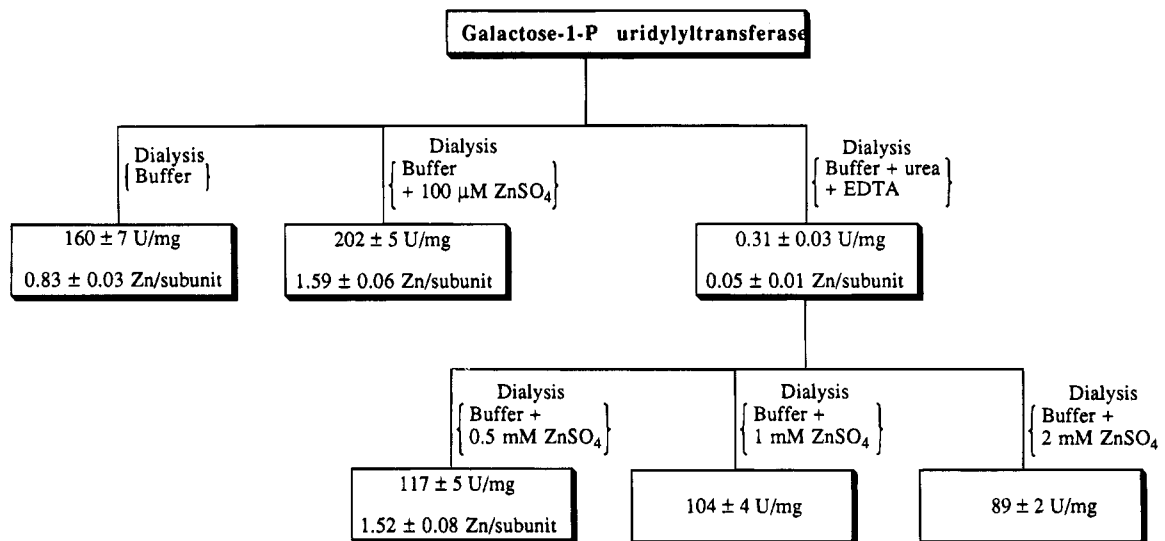 Galactose-1-P uridylyltransferase
Dialysis
{ Buffer }
Dialysis
{ Buffer
+ 100 μM ZnSO₄ }
Dialysis
{ Buffer + urea
+ EDTA }
160 ± 7 U/mg
0.83 ± 0.03 Zn/subunit
202 ± 5 U/mg
1.59 ± 0.06 Zn/subunit
0.31 ± 0.03 U/mg
0.05 ± 0.01 Zn/subunit
Dialysis
{ Buffer +
0.5 mM ZnSO₄ }
Dialysis
{ Buffer +
1 mM ZnSO₄ }
Dialysis
{ Buffer +
2 mM ZnSO₄ }
117 ± 5 U/mg
1.52 ± 0.08 Zn/subunit
104 ± 4 U/mg
89 ± 2 U/mg